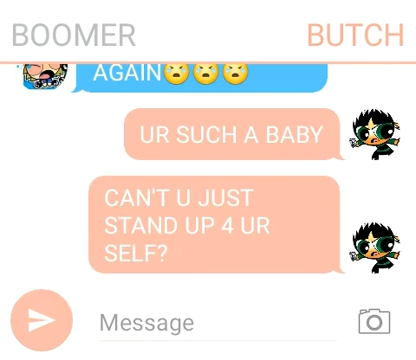 BOOMER BUTCH
AGAIN😭😭😭
UR SUCH A BABY
CAN'T U JUST
STAND UP 4 UR
SELF?
Message